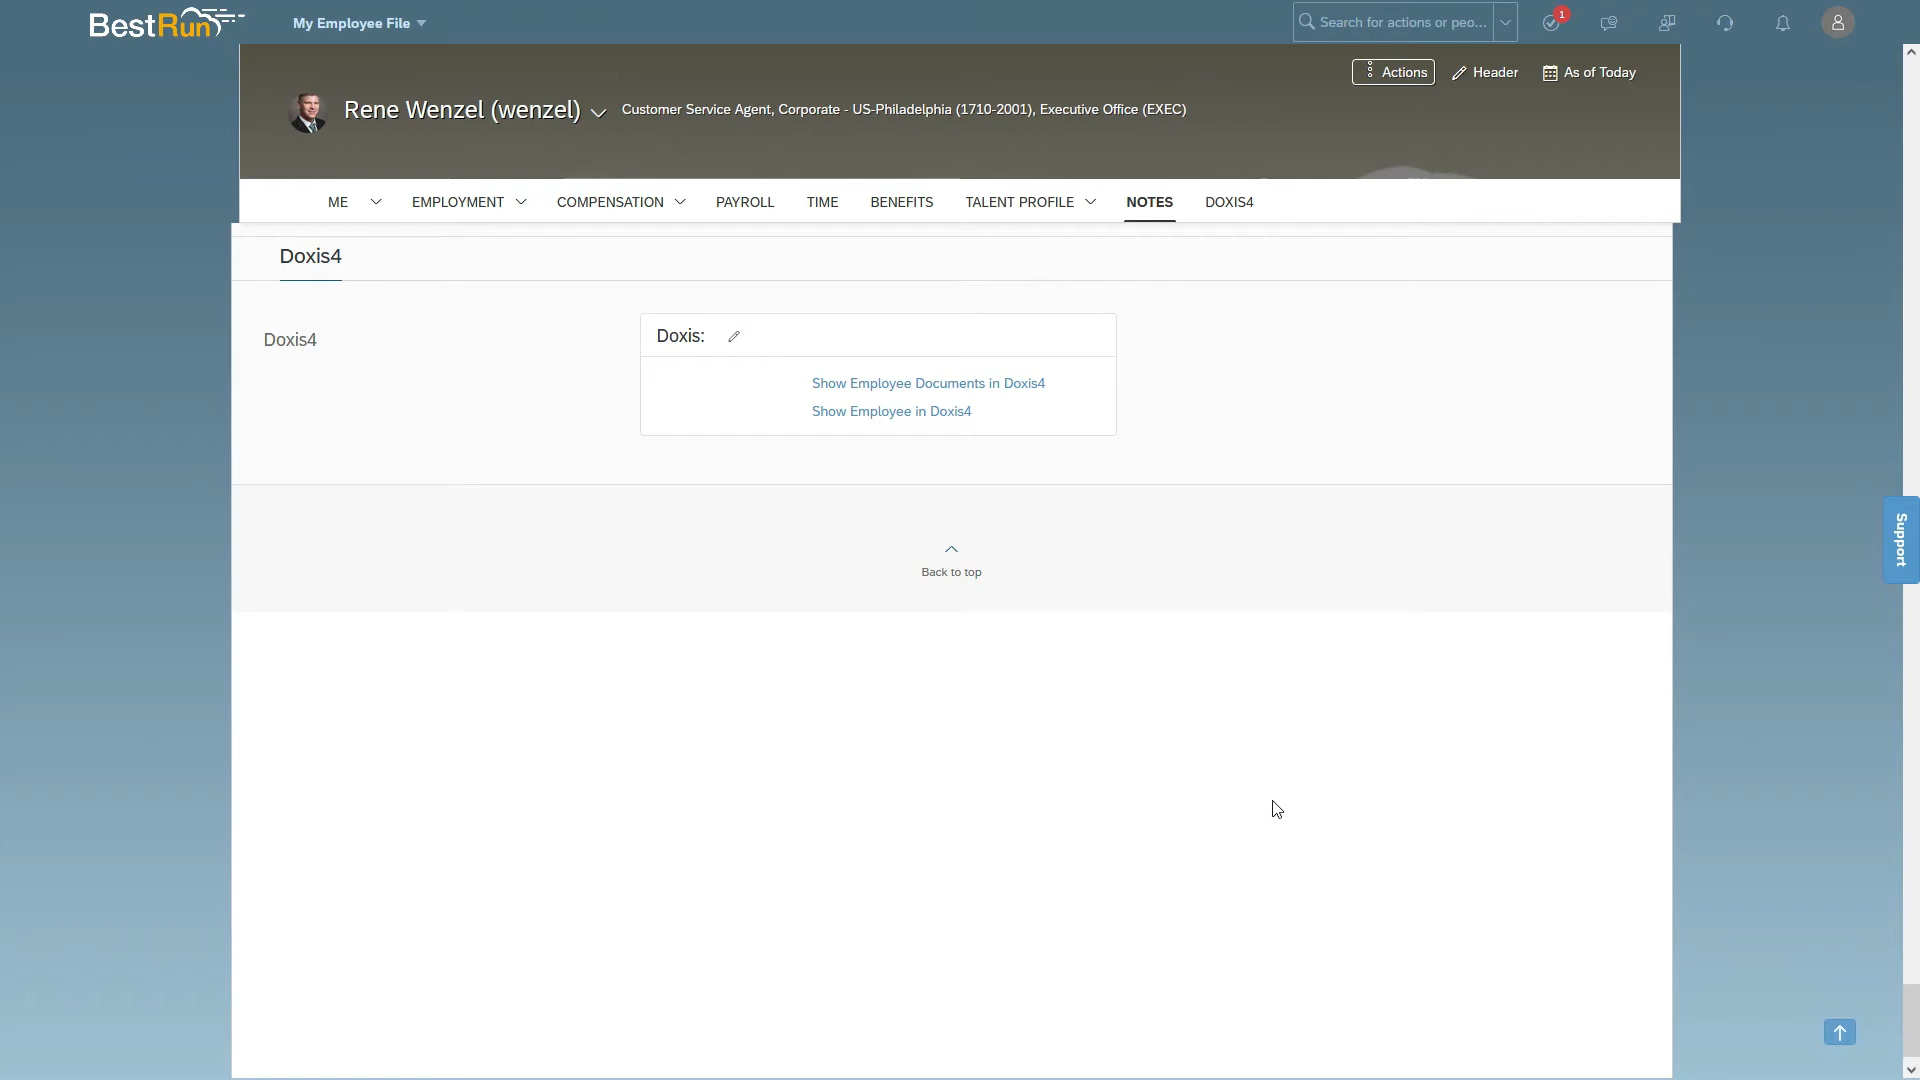 BestRun
My Employee File
Search for actions or peo...
1
Actions
Header
As of Today
Rene Wenzel (wenzel)
Customer Service Agent, Corporate - US-Philadelphia (1710-2001), Executive Office (EXEC)
ME
EMPLOYMENT
COMPENSATION
PAYROLL
TIME
BENEFITS
TALENT PROFILE
NOTES
DOXIS4
Doxis4
Doxis4
Doxis:
Show Employee Documents in Doxis4
Show Employee in Doxis4
Back to top
Support